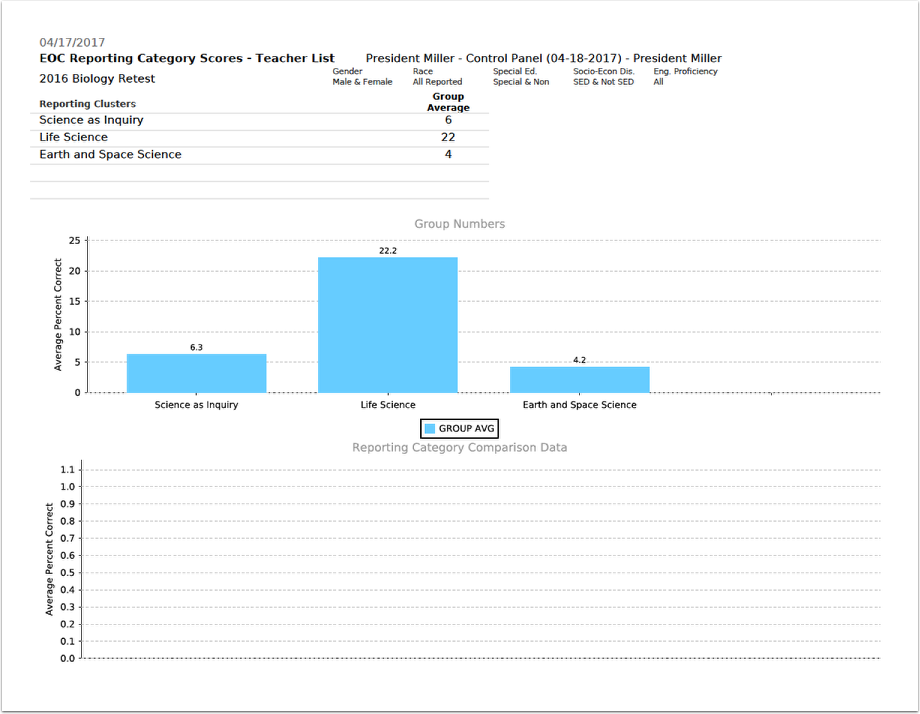 04/17/2017
EOC Reporting Category Scores - Teacher List President Miller - Control Panel (04-18-2017) - President Miller
2016 Biology Retest
Gender Race Special Ed. Socio-Econ Dis. Eng. Proficiency
Male & Female All Reported Special & Non SED & Not SED All
Reporting Clusters Group Average
Science as Inquiry 6
Life Science 22
Earth and Space Science 4
Group Numbers
Average Percent Correct
25
20
15
10
5
0
6.3
22.2
4.2
Science as Inquiry Life Science Earth and Space Science
GROUP AVG
Reporting Category Comparison Data
Average Percent Correct
1.1
1.0
0.9
0.8
0.7
0.6
0.5
0.4
0.3
0.2
0.1
0.0